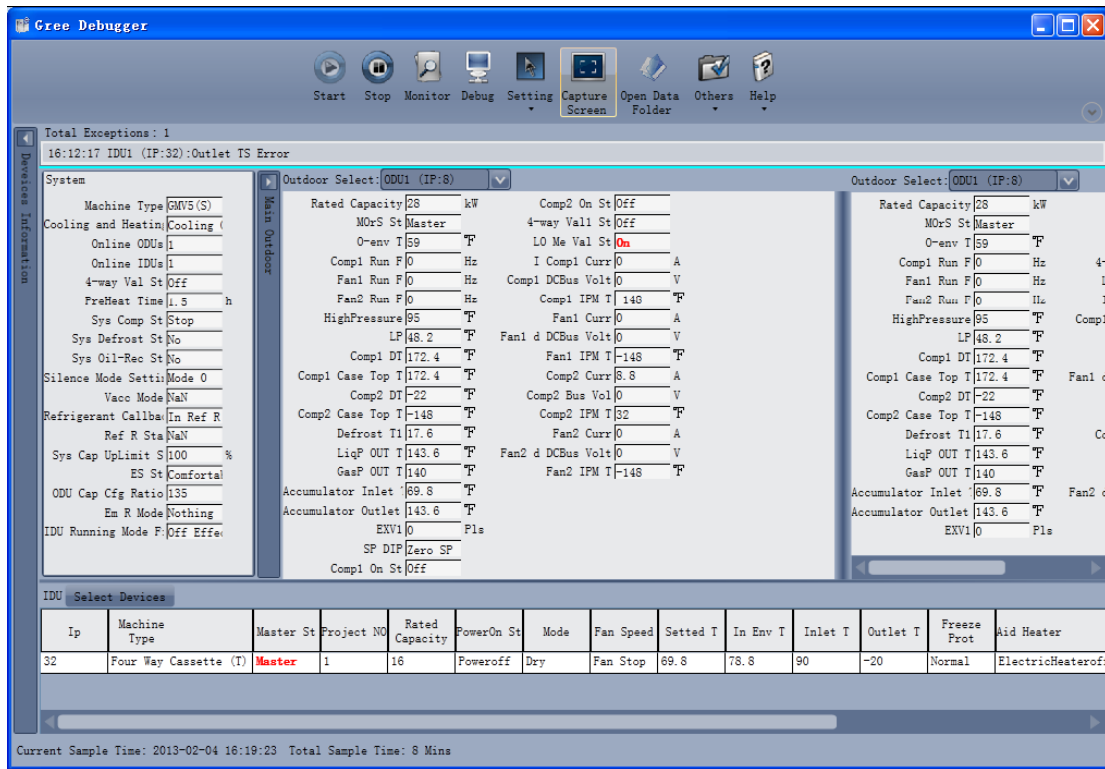 Gree Debugger
Start Stop Monitor Debug Setting Capture Screen Open Data Folder Others Help
Total Exceptions: 1
16:12:17 IDU1 (IP:32):Outlet TS Error
Devices Information
System
Machine Type GMV5(S)
Cooling and Heatin Cooling (
Online ODUs 1
Online IDUs 1
4-way Val St Off
PreHeat Time 1.5 h
Sys Comp St Stop
Sys Defrost St No
Sys Oil-Rec St No
Silence Mode Setti Mode 0
Vacc Mode NaN
Refrigerant Callba In Ref R
Ref R Sta NaN
Sys Cap UpLimit S 100 %
ES St Comforta
ODU Cap Cfg Ratio 135
Em R Mode Nothing
IDU Running Mode F: Off Effe
Main Outdoor
Outdoor Select: ODU1 (IP:8)
Rated Capacity 28 kW
MOrS St Master
O-env T 59 ℉
Comp1 Run F 0 Hz
Fan1 Run F 0 Hz
Fan2 Run F 0 Hz
HighPressure 95 ℉
LP 48.2 ℉
Comp1 DT 172.4 ℉
Comp1 Case Top T 172.4 ℉
Comp2 DT -22 ℉
Comp2 Case Top T -148 ℉
Defrost T1 17.6 ℉
LiqP OUT T 143.6 ℉
GasP OUT T 140 ℉
Accumulator Inlet 69.8 ℉
Accumulator Outlet 143.6 ℉
EXV1 0 Pls
SP DIP Zero SP
Comp1 On St Off
Comp2 On St Off
4-way Val1 St Off
LO Me Val St On
I Comp1 Curr 0 A
Comp1 DCBus Volt 0 V
Comp1 IPM T 148 ℉
Fan1 Curr 0 A
Fan1 d DCBus Volt 0 V
Fan1 IPM T -148 ℉
Comp2 Curr 8.8 A
Comp2 Bus Vol 0 V
Comp2 IPM T 32 ℉
Fan2 Curr 0 A
Fan2 d DCBus Volt 0 V
Fan2 IPM T -148 ℉
Outdoor Select: ODU1 (IP:8)
Rated Capacity 28 kW
MOrS St Master
O-env T 59 ℉
Comp1 Run F 0 Hz 4-
Fan1 Run F 0 Hz
Fan2 Run F 0 Hz
HighPressure 95 ℉ Comp1
LP 48.2 ℉
Comp1 DT 172.4 ℉
Comp1 Case Top T 172.4 ℉ Fan1 d
Comp2 DT -22 ℉
Comp2 Case Top T -148 ℉
Defrost T1 17.6 ℉ Co
LiqP OUT T 143.6 ℉
GasP OUT T 140 ℉
Accumulator Inlet 69.8 ℉ Fan2 d
Accumulator Outlet 143.6 ℉
EXV1 0 Pls
IDU Select Devices
Ip Machine Type Master St Project NO Rated Capacity PowerOn St Mode Fan Speed Setted T In Env T Inlet T Outlet T Freeze Prot Aid Heater
32 Four Way Cassette (T) Master 1 16 Poweroff Dry Fan Stop 69.8 78.8 90 -20 Normal ElectricHeaterof
Current Sample Time: 2013-02-04 16:19:23 Total Sample Time: 8 Mins